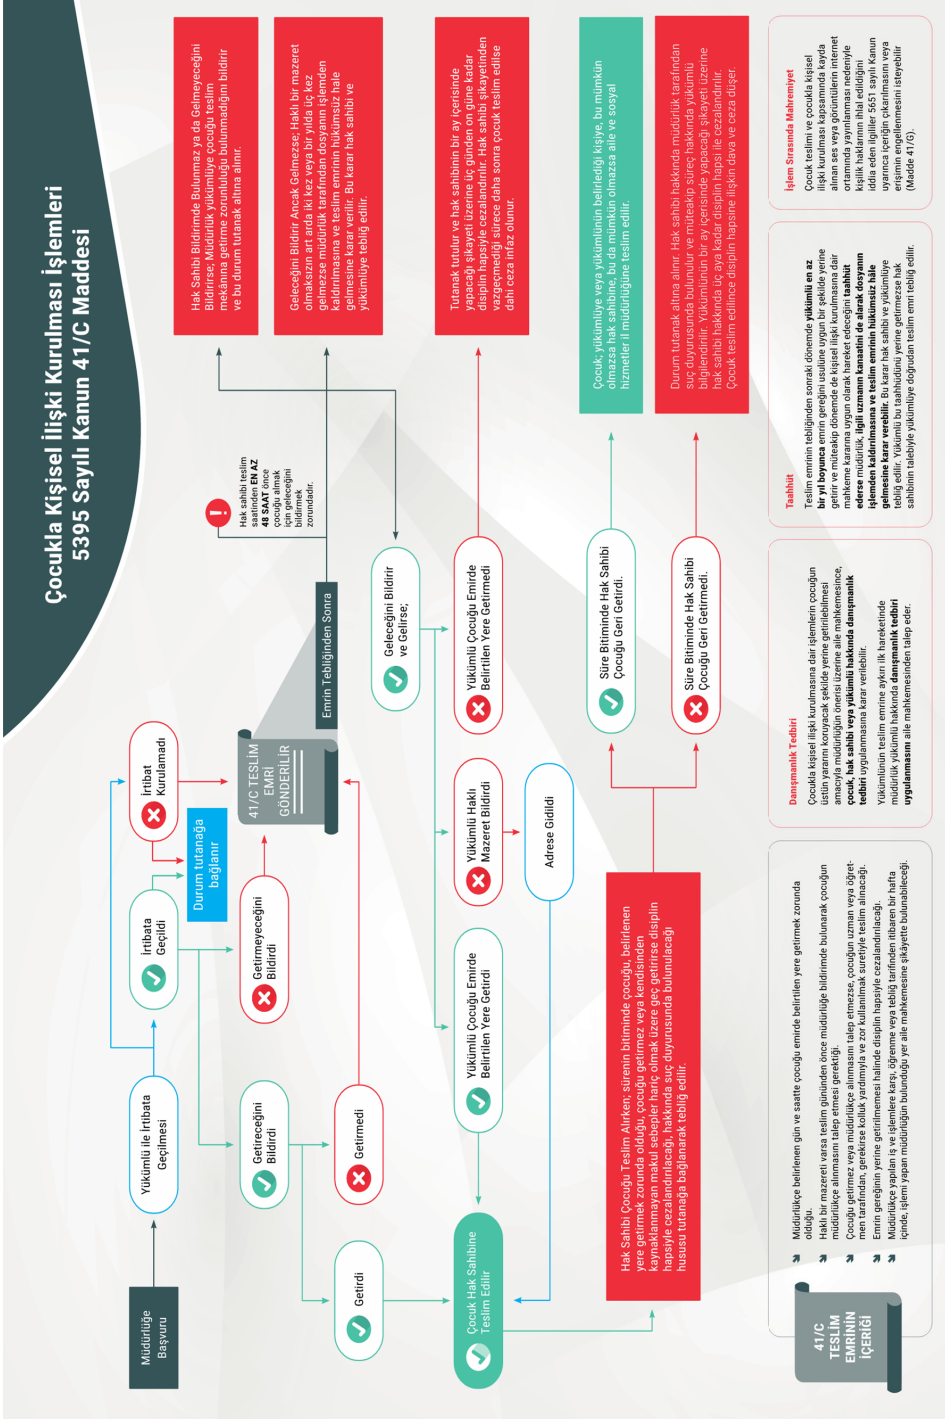 Çocukla Kişisel İlişki Kurulması İşlemleri
5395 Sayılı Kanun 41/C Maddesi
Müdürlüğe
Başvuru
Yükümlü ile İrtibata
Geçilmesi
İrtibata
Geçildi
İrtibat
Kurulamadı
Durum tutanağa
bağlanır
Getireceğini
Bildirdi
Getirmeyeceğini
Bildirdi
Getirdi
Getirmedi
41/C TESLİM
EMRİ
GÖNDERİLİR
Emrin Tebliğinden Sonra
!
Hak sahibi teslim
saatinden EN AZ
48 SAAT önce
çocuğu almak
için geleceğini
bildirmek
zorundadır.
Hak Sahibi Bildirimde Bulunmaz ya da Gelmeyeceğini
Bildirirse; Müdürlük yükümlüye çocuğu teslim
mekânına getirme zorunluluğu bulunmadığını bildirir
ve bu durum tutanak altına alınır.
Geleceğini Bildirir Ancak Gelmezse; Haklı bir mazeret
olmaksızın art arda iki kez veya bir yılda üç kez
gelmezse müdürlük tarafından dosyanın işlemden
kaldırılmasına ve teslim emrinin hükümsüz hale
gelmesine karar verilir. Bu karar hak sahibi ve
yükümlüye tebliğ edilir.
Geleceğini Bildirir
ve Gelirse;
Çocuk Hak Sahibine
Teslim Edilir
Yükümlü Çocuğu Emirde
Belirtilen Yere Getirdi
Yükümlü Haklı
Mazeret Bildirdi
Adrese Gidildi
Yükümlü Çocuğu Emirde
Belirtilen Yere Getirmedi
Tutanak tutulur ve hak sahibinin bir ay içerisinde
yapacağı şikayeti üzerine üç günden on güne kadar
disiplin hapsiyle cezalandırılır. Hak sahibi şikayetinden
vazgeçmediği sürece daha sonra çocuk teslim edilse
dahi ceza infaz olunur.
Hak Sahibi Çocuğu Teslim Alırken; sürenin bitiminde çocuğu, belirlenen
yere getirmek zorunda olduğu, çocuğu getirmez veya kendisinden
kaynaklanmayan makul sebepler hariç olmak üzere geç getirirse disiplin
hapsiyle cezalandırılacağı, hakkında suç duyurusunda bulunulacağı
hususu tutanağa bağlanarak tebliğ edilir.
Süre Bitiminde Hak Sahibi
Çocuğu Geri Getirdi.
Süre Bitiminde Hak Sahibi
Çocuğu Geri Getirmedi.
Çocuk; yükümlüye veya yükümlünün belirlediği kişiye, bu mümkün
olmazsa hak sahibine, bu da mümkün olmazsa aile ve sosyal
hizmetler il müdürlüğüne teslim edilir.
Durum tutanak altına alınır. Hak sahibi hakkında müdürlük tarafından
suç duyurusunda bulunulur ve müteakip süreç hakkında yükümlü
bilgilendirilir. Yükümlünün bir ay içerisinde yapacağı şikayeti üzerine
hak sahibi hakkında üç aya kadar disiplin hapsi ile cezalandırılır.
Çocuk teslim edilince disiplin hapsine ilişkin dava ve ceza düşer.
41/C
TESLİM
EMRİNİN
İÇERİĞİ
Müdürlükçe belirlenen gün ve saatte çocuğu emirde belirtilen yere getirmek zorunda
olduğu.
Haklı bir mazereti varsa teslim gününden önce müdürlüğe bildirimde bulunarak çocuğun
müdürlükçe alınmasını talep etmesi gerektiği.
Çocuğu getirmez veya müdürlükçe alınmasını talep etmezse, çocuğun uzman veya öğret-
men tarafından, gerekirse kolluk yardımıyla ve zor kullanılmak suretiyle teslim alınacağı.
Emrin gereğinin yerine getirilmemesi halinde disiplin hapsiyle cezalandırılacağı.
Müdürlükçe yapılan iş ve işlemlere karşı, öğrenme veya tebliğ tarihinden itibaren bir hafta
içinde, işlemi yapan müdürlüğün bulunduğu yer aile mahkemesine şikâyette bulunabileceği.
Danışmanlık Tedbiri
Çocukla kişisel ilişki kurulmasına dair işlemlerin çocuğun
üstün yararını koruyacak şekilde yerine getirilebilmesi
amacıyla müdürlüğün önerisi üzerine aile mahkemesince,
çocuk, hak sahibi veya yükümlü hakkında danışmanlık
tedbiri uygulanmasına karar verilebilir.
Yükümlünün teslim emrine aykırı ilk hareketinde
müdürlük yükümlü hakkında danışmanlık tedbiri
uygulanmasını aile mahkemesinden talep eder.
Taahhüt
Teslim emrinin tebliğinden sonraki dönemde yükümlü en az
bir yıl boyunca emrin gereğini usulüne uygun bir şekilde yerine
getirir ve müteakip dönemde de kişisel ilişki kurulmasına dair
mahkeme kararına uygun olarak hareket edeceğini taahhüt
ederse müdürlük, ilgili uzmanın kanaatini de alarak dosyanın
işlemden kaldırılmasına ve teslim emrinin hükümsüz hâle
gelmesine karar verebilir. Bu karar hak sahibi ve yükümlüye
tebliğ edilir. Yükümlü bu taahhüdünü yerine getirmezse hak
sahibinin talebiyle yükümlüye doğrudan teslim emri tebliğ edilir.
İşlem Sırasında Mahremiyet
Çocuk teslimi ve çocukla kişisel
ilişki kurulması kapsamında kayda
alınan ses veya görüntülerin internet
ortamında yayınlanması nedeniyle
kişilik haklarının ihlal edildiğini
iddia eden ilgililer 5651 sayılı Kanun
uyarınca içeriğin çıkarılmasını veya
erişimin engellenmesini isteyebilir
(Madde 41/G).